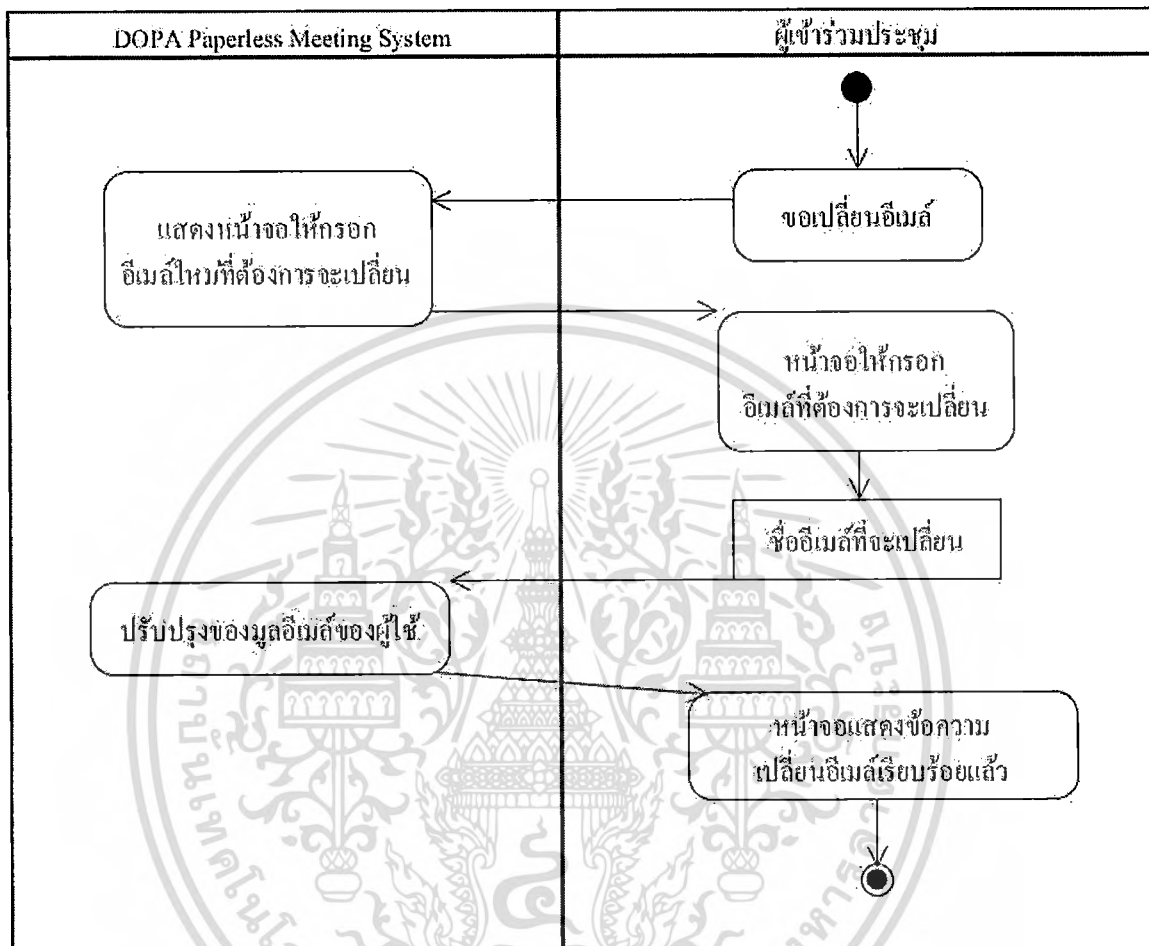 DOPA Paperless Meeting System
ผู้เข้าร่วมประชุม
ขอเปลี่ยนอีเมล์
แสดงหน้าจอให้กรอก
อีเมล์ใหม่ที่ต้องการจะเปลี่ยน
หน้าจอให้กรอก
อีเมล์ที่ต้องการจะเปลี่ยน
ชื่ออีเมล์ที่จะเปลี่ยน
ปรับปรุงข้อมูลอีเมล์ของผู้ใช้
หน้าจอแสดงข้อความ
เปลี่ยนอีเมล์เรียบร้อยแล้ว